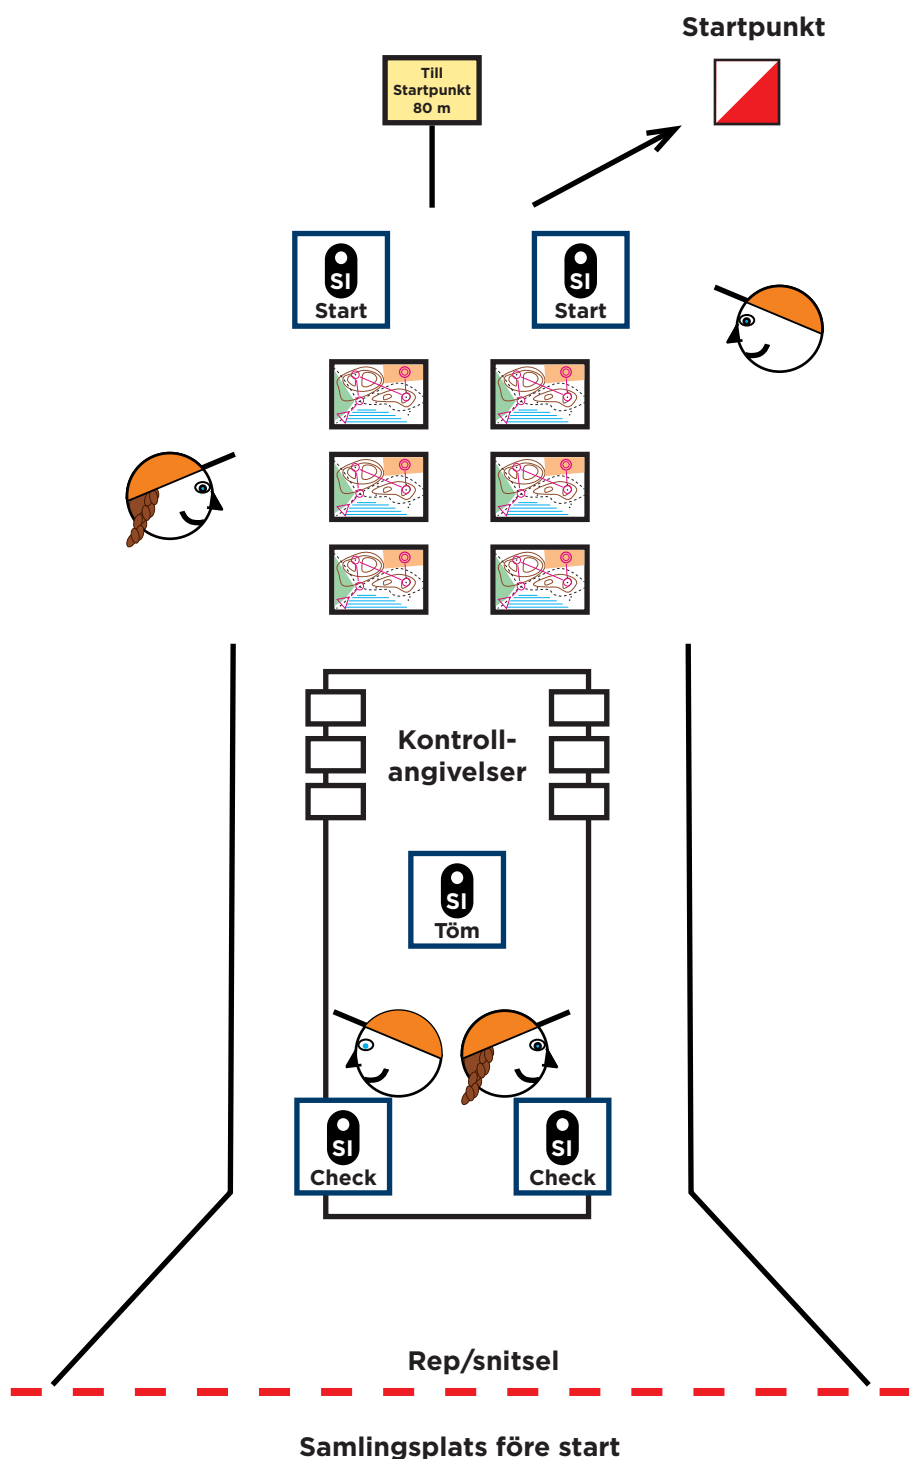 Startpunkt
Till
Startpunkt
80 m
SI
Start
SI
Start
Kontroll-
angivelser
SI
Töm
SI
Check
SI
Check
Rep/snitsel
Samlingsplats före start